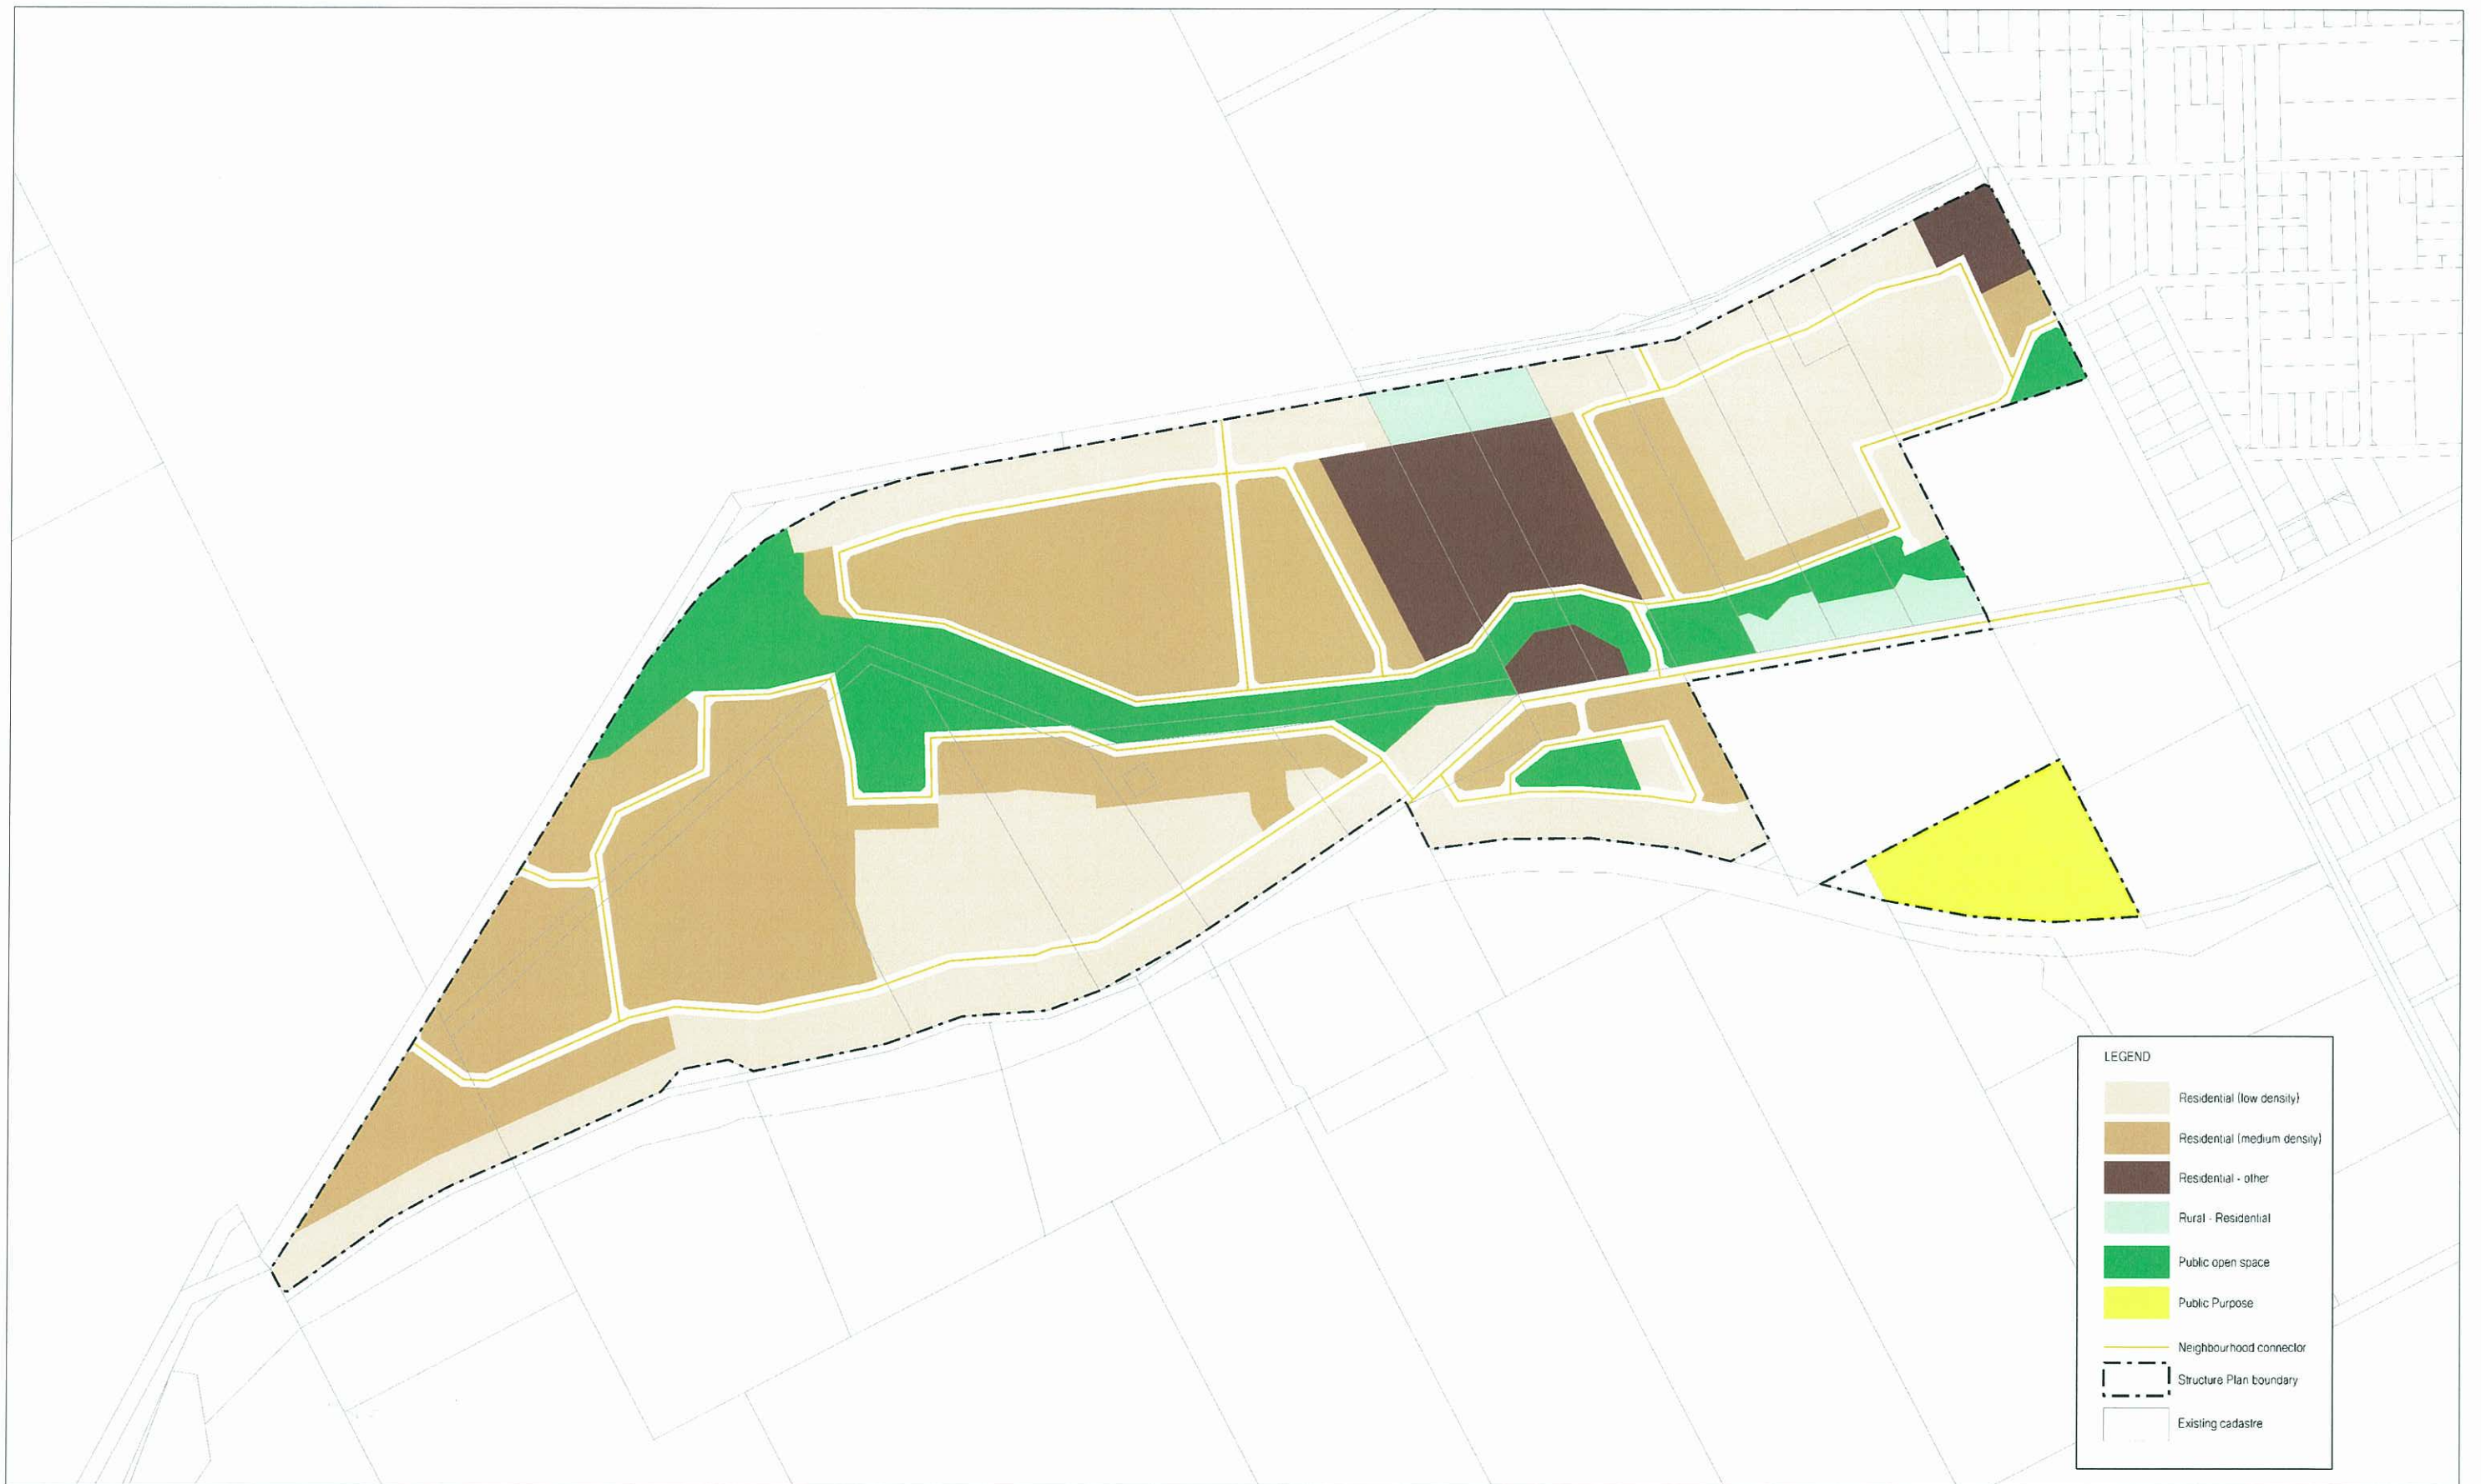 LEGEND
Residential (low density)
Residential (medium density)
Residential - other
Rural - Residential
Public open space
Public Purpose
Neighbourhood connector
Structure Plan boundary
Existing cadastre